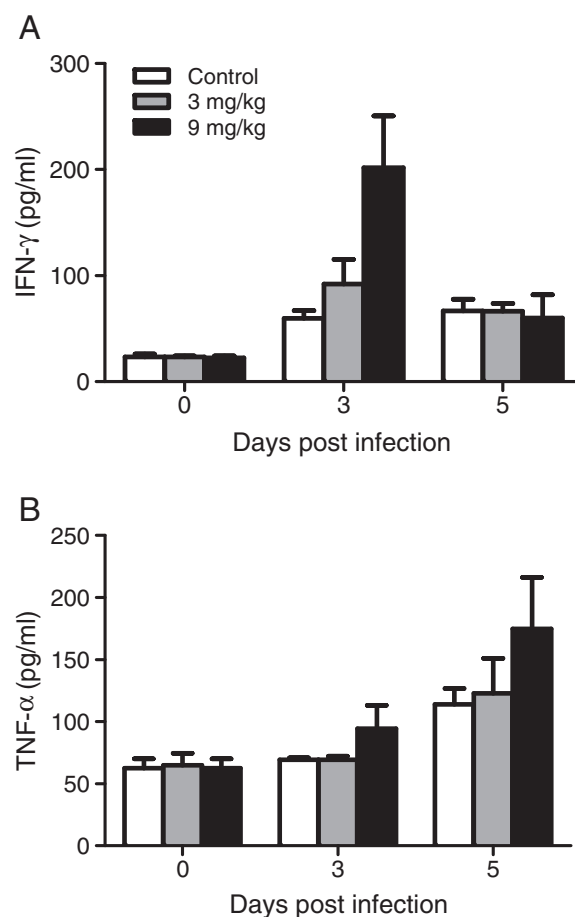 A
IFN-γ (pg/ml)
300
200
100
0
Control
3 mg/kg
9 mg/kg
0 3 5
Days post infection
B
TNF-α (pg/ml)
250
200
150
100
50
0
0 3 5
Days post infection